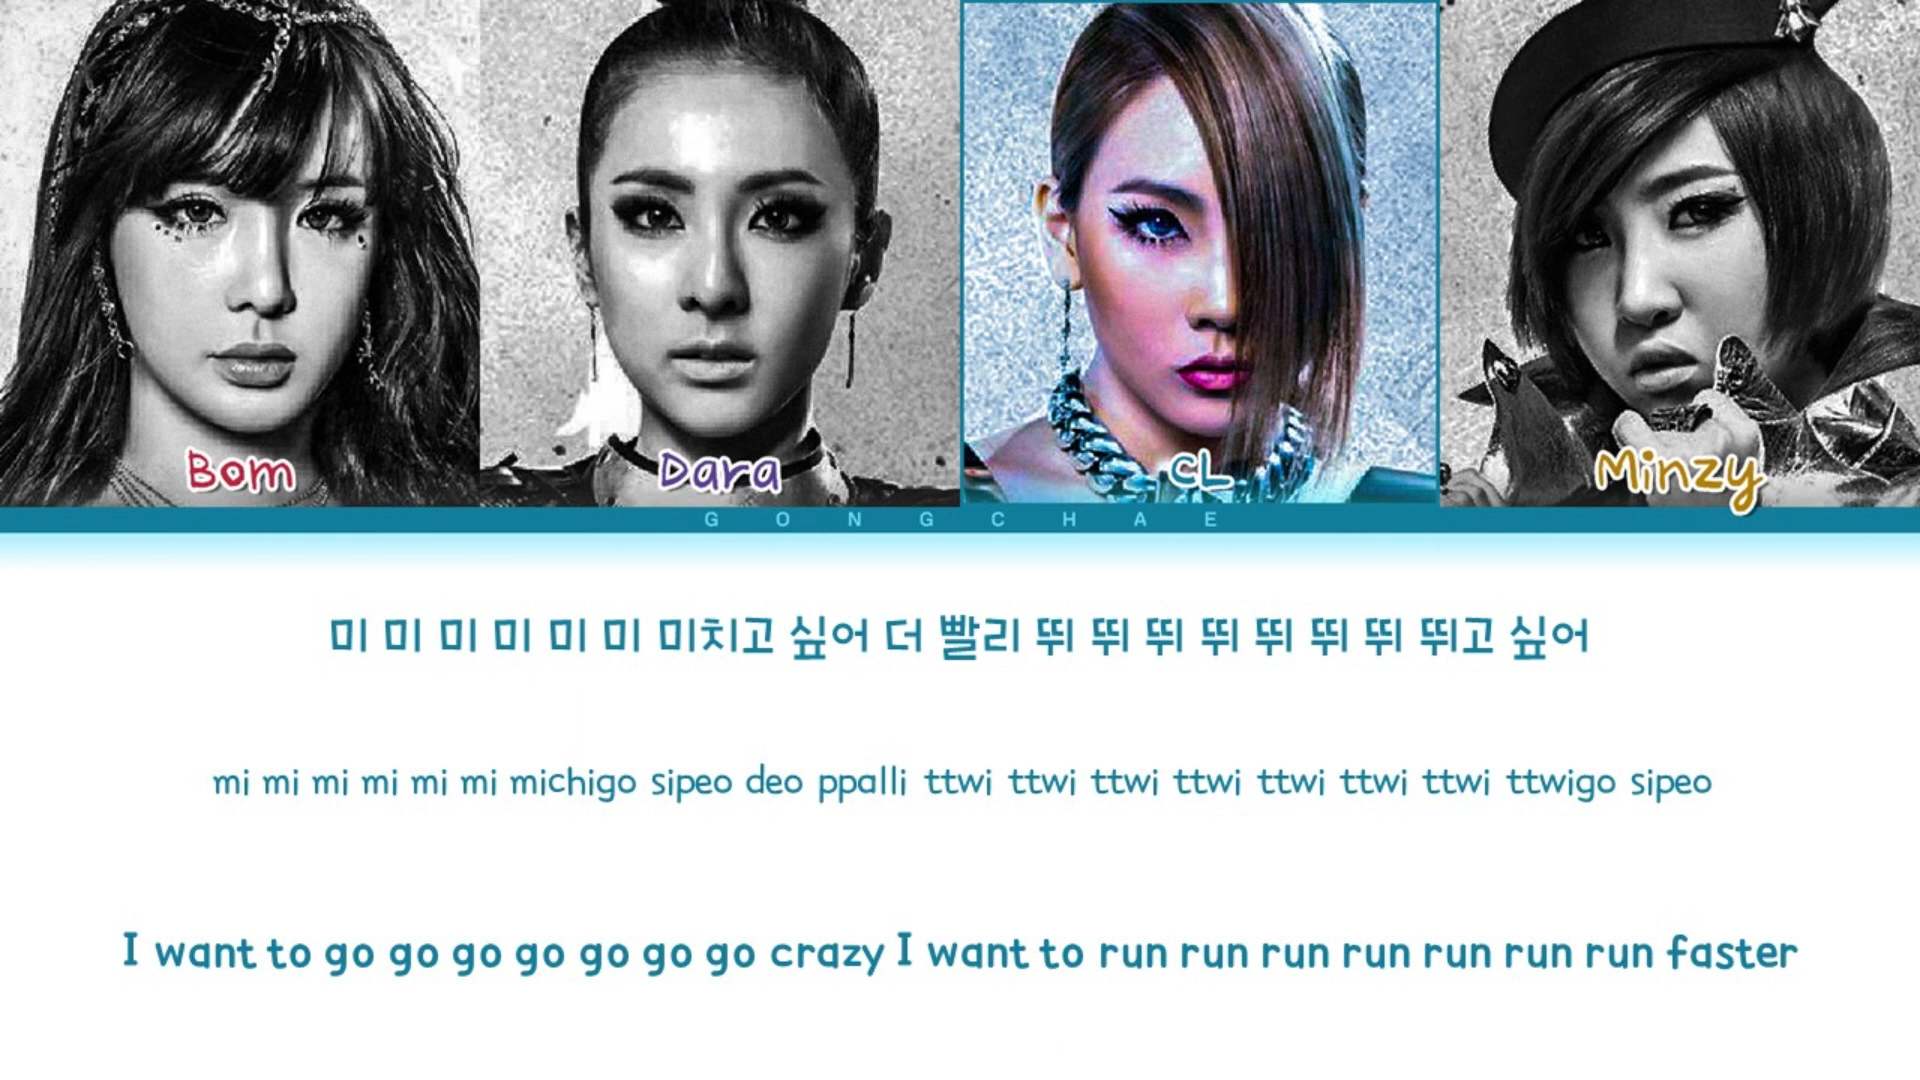 Bom
Dara
CL
Minzy
GONGCHAE
미 미 미 미 미 미 미치고 싶어 더 빨리 뛰 뛰 뛰 뛰 뛰 뛰 뛰 뛰고 싶어
mi mi mi mi mi mi michigo sipeo deo ppalli ttwi ttwi ttwi ttwi ttwi ttwi ttwi ttwigo sipeo
I want to go go go go go go go crazy I want to run run run run run run run faster